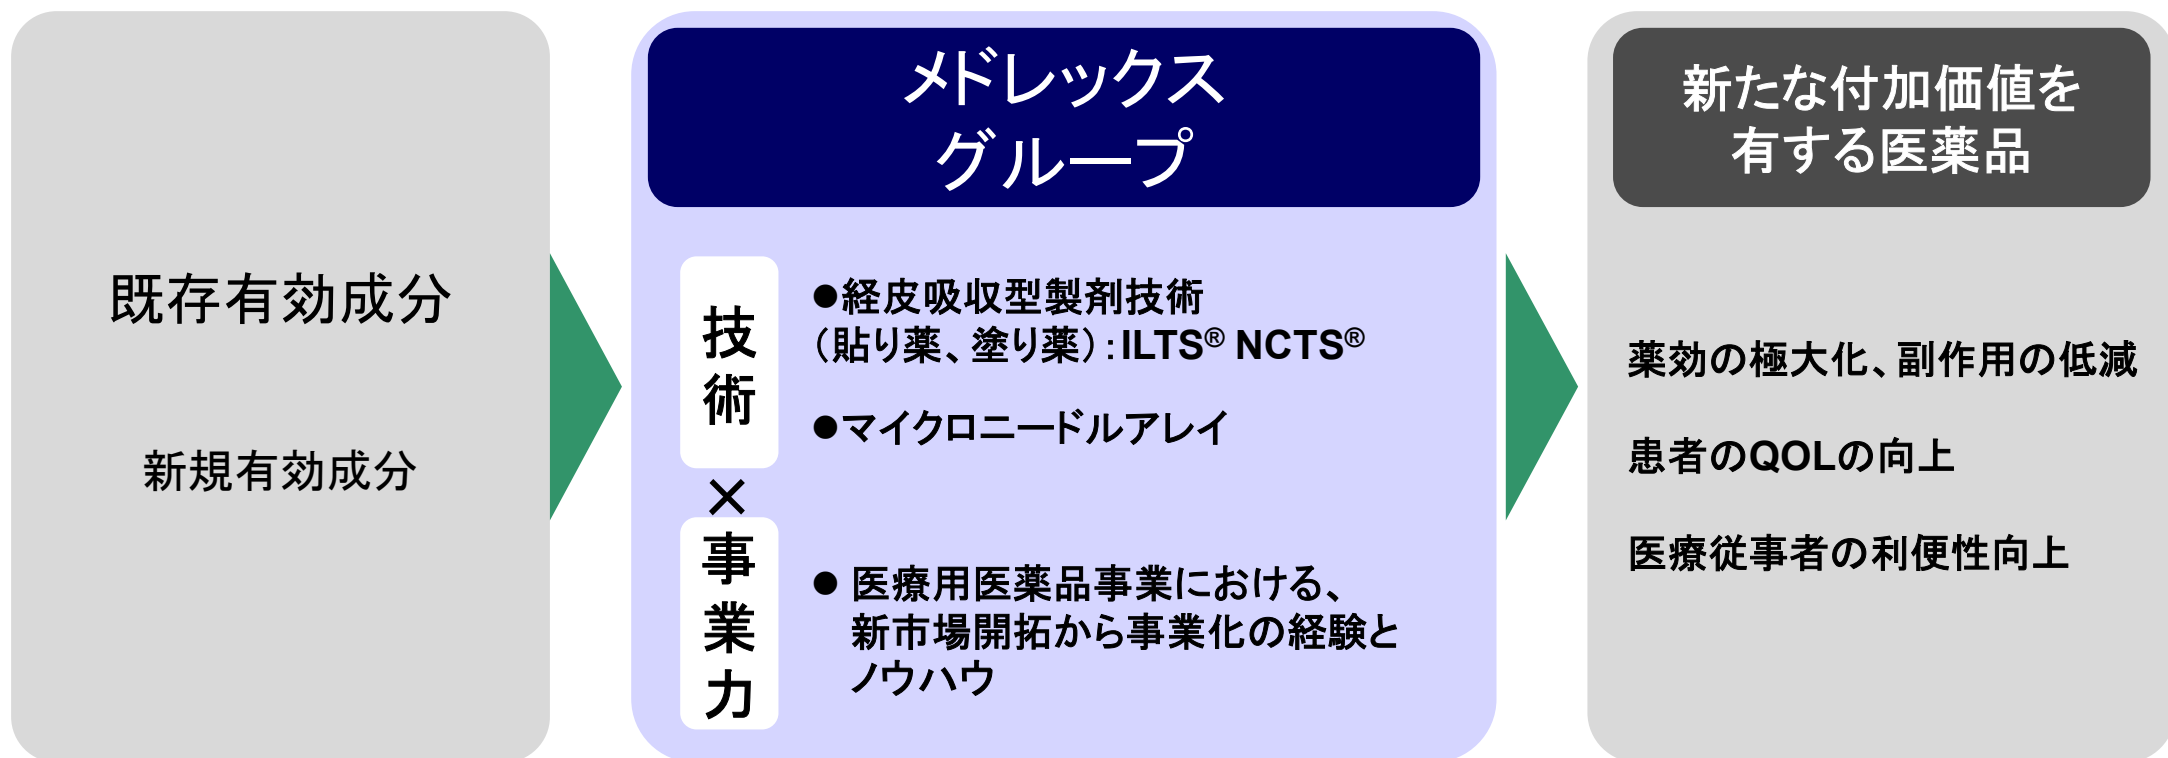 既存有効成分
新規有効成分
メドレックス
グループ
技術
●経皮吸収型製剤技術
（貼り薬、塗り薬）：ILTS® NCTS®
●マイクロニードルアレイ
×
事業力
● 医療用医薬品事業における、
新市場開拓から事業化の経験と
ノウハウ
新たな付加価値を
有する医薬品
薬効の極大化、副作用の低減
患者のQOLの向上
医療従事者の利便性向上